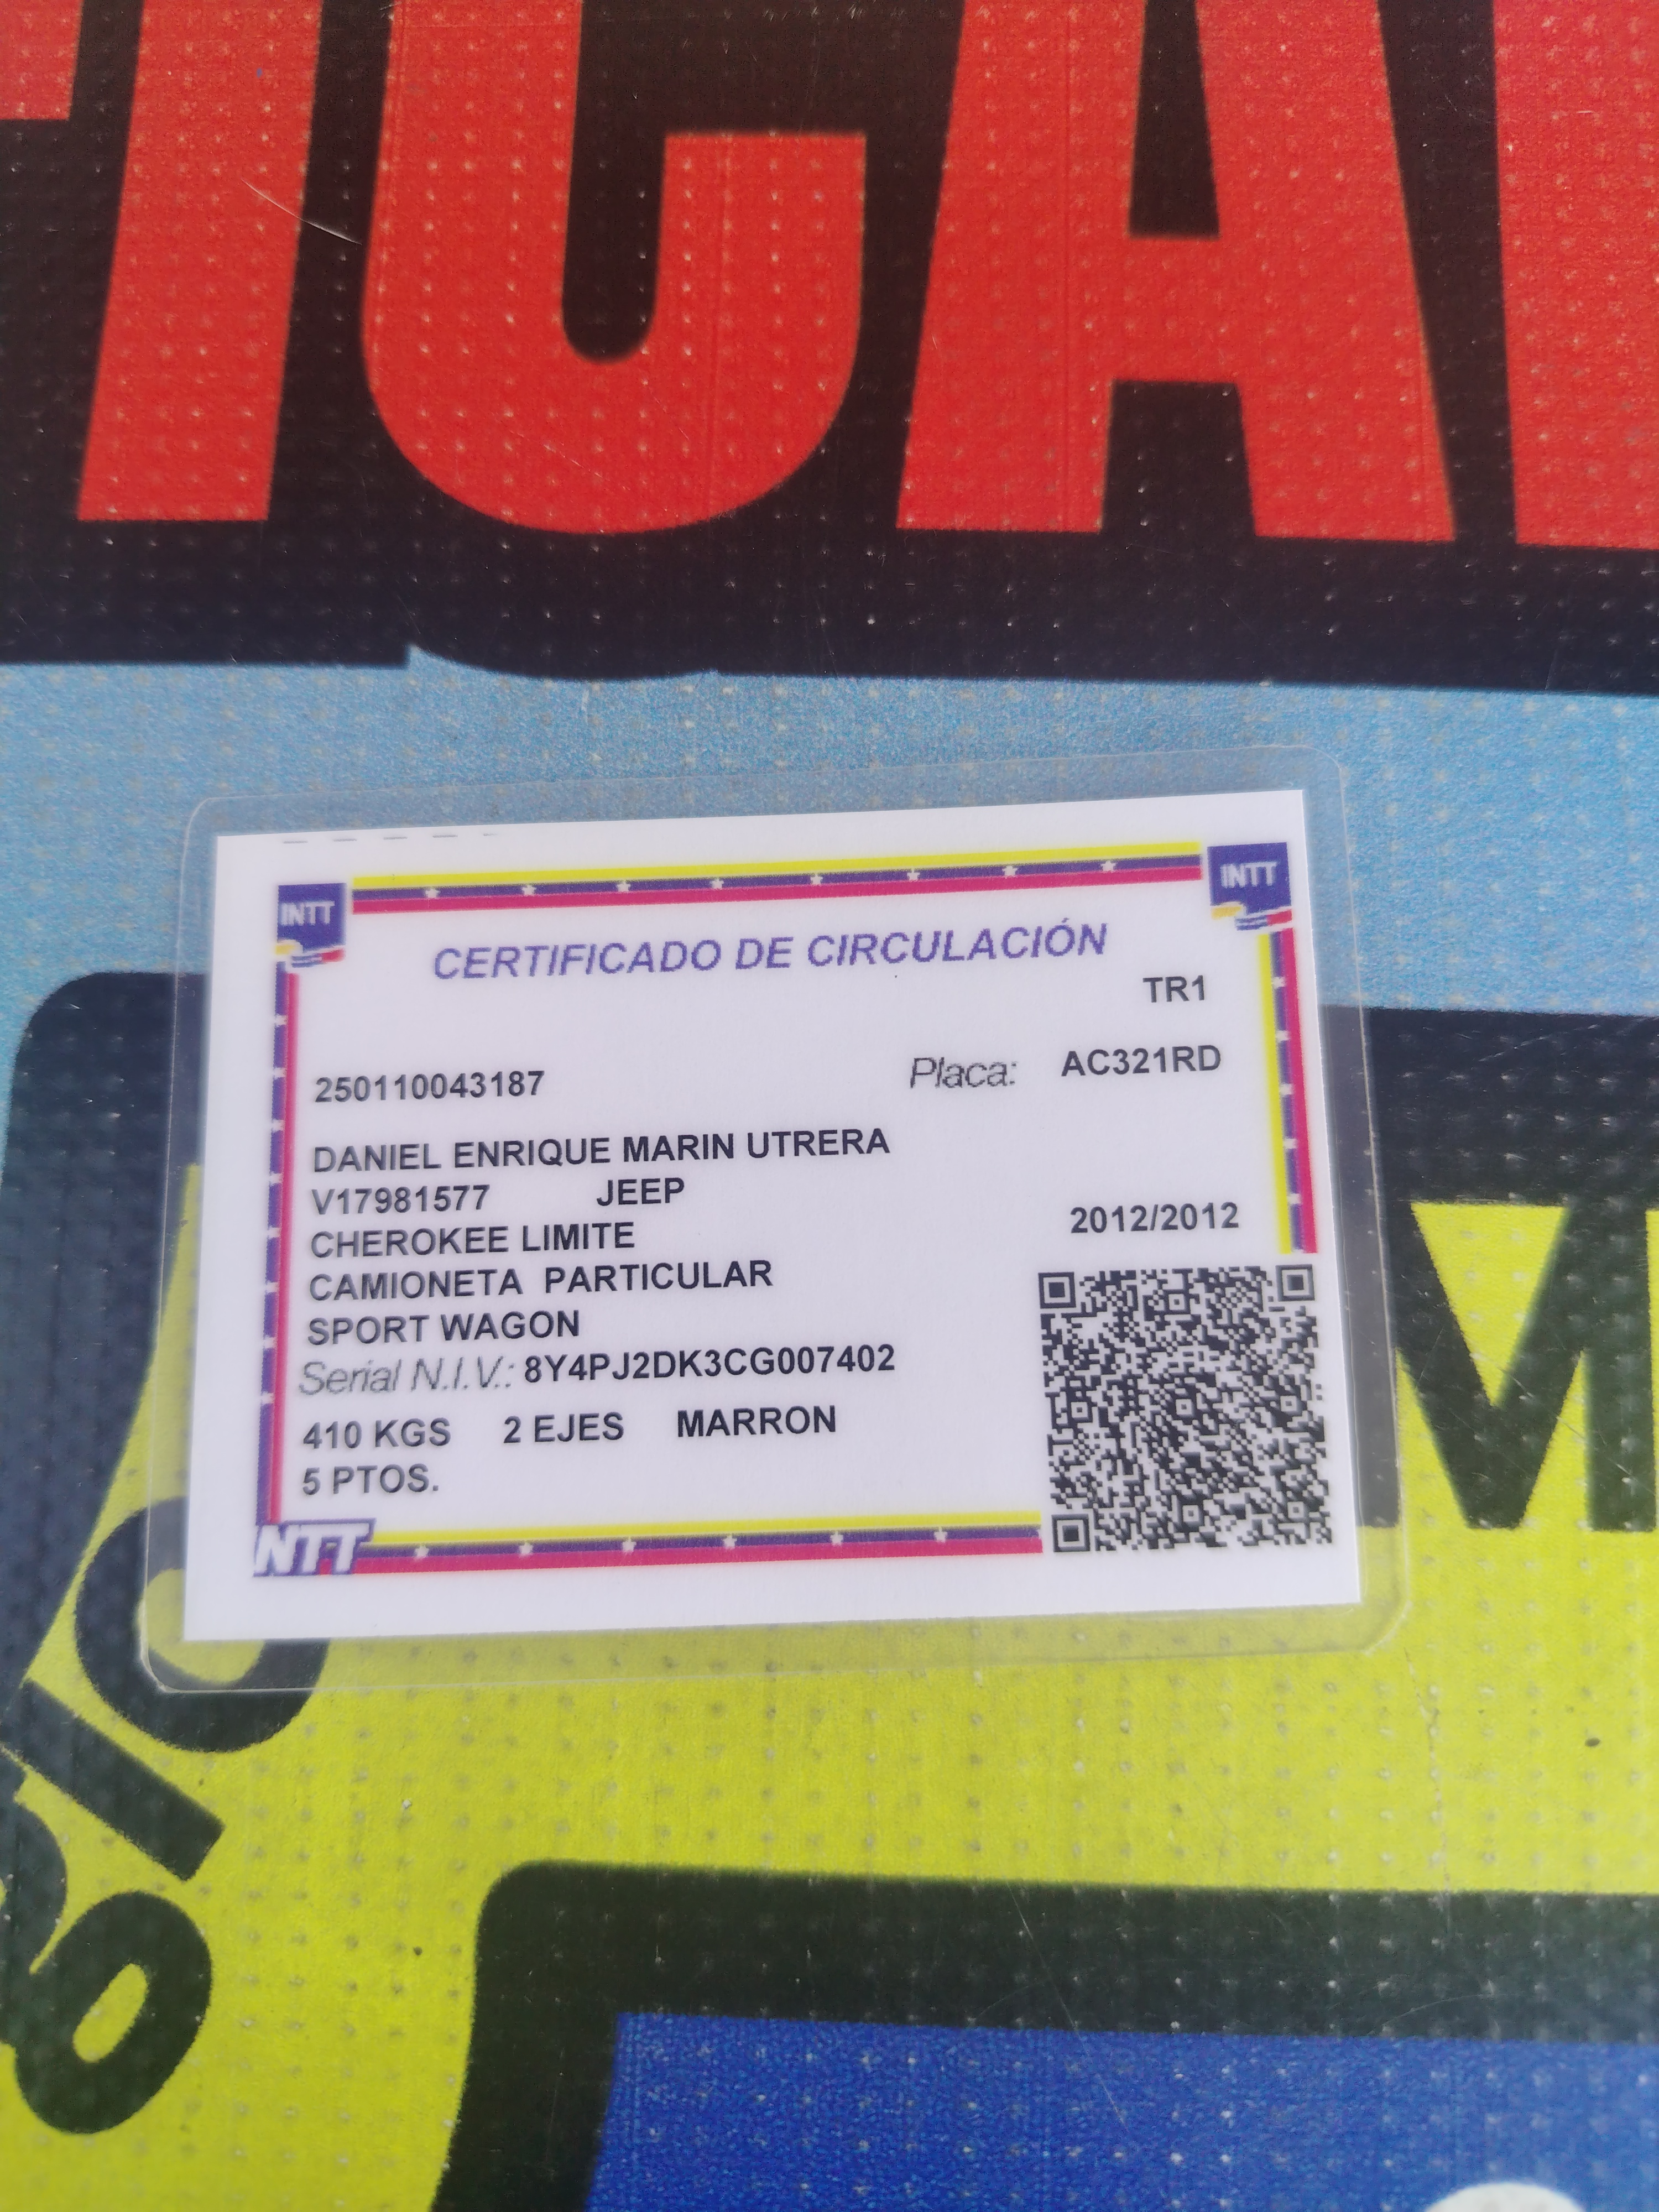 INTT
INTT
CERTIFICADO DE CIRCULACIÓN
TR1
250110043187 Placa: AC321RD
DANIEL ENRIQUE MARIN UTRERA
V17981577 JEEP
CHEROKEE LIMITE 2012/2012
CAMIONETA PARTICULAR
SPORT WAGON
Serial N.I.V.: 8Y4PJ2DK3CG007402
410 KGS 2 EJES MARRON
5 PTOS.
INTT